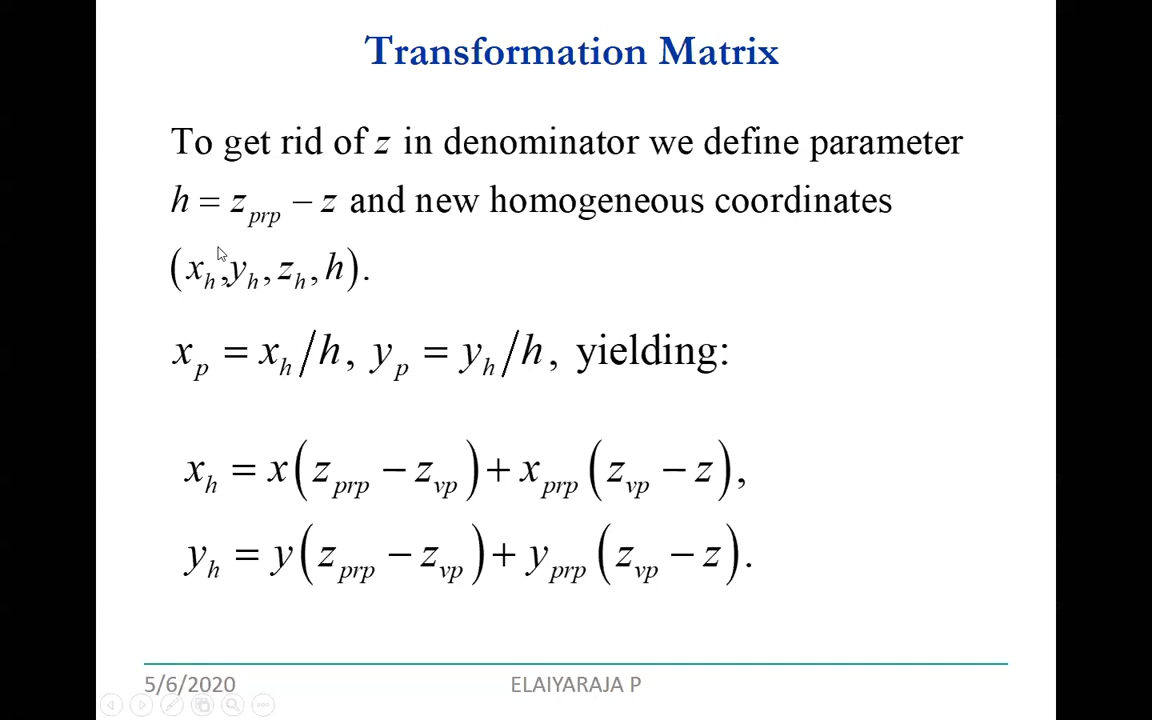 Transformation Matrix
To get rid of z in denominator we define parameter
h = z_prp − z and new homogeneous coordinates
(x_h, y_h, z_h, h).
x_p = x_h/h, y_p = y_h/h, yielding:
x_h = x(z_prp − z_vp) + x_prp(z_vp − z),
y_h = y(z_prp − z_vp) + y_prp(z_vp − z).
5/6/2020 ELAIYARAJA P